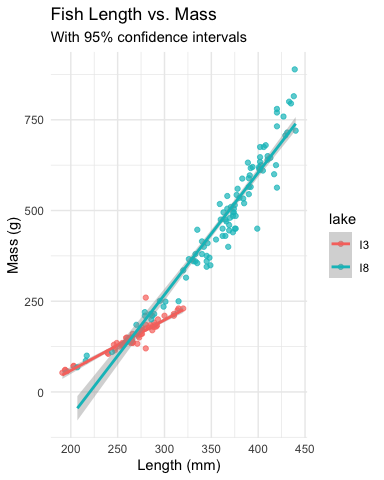 Fish Length vs. Mass
With 95% confidence intervals
Mass (g)
750
500
250
0
200
250
300
350
400
450
Length (mm)
lake
I3
I8